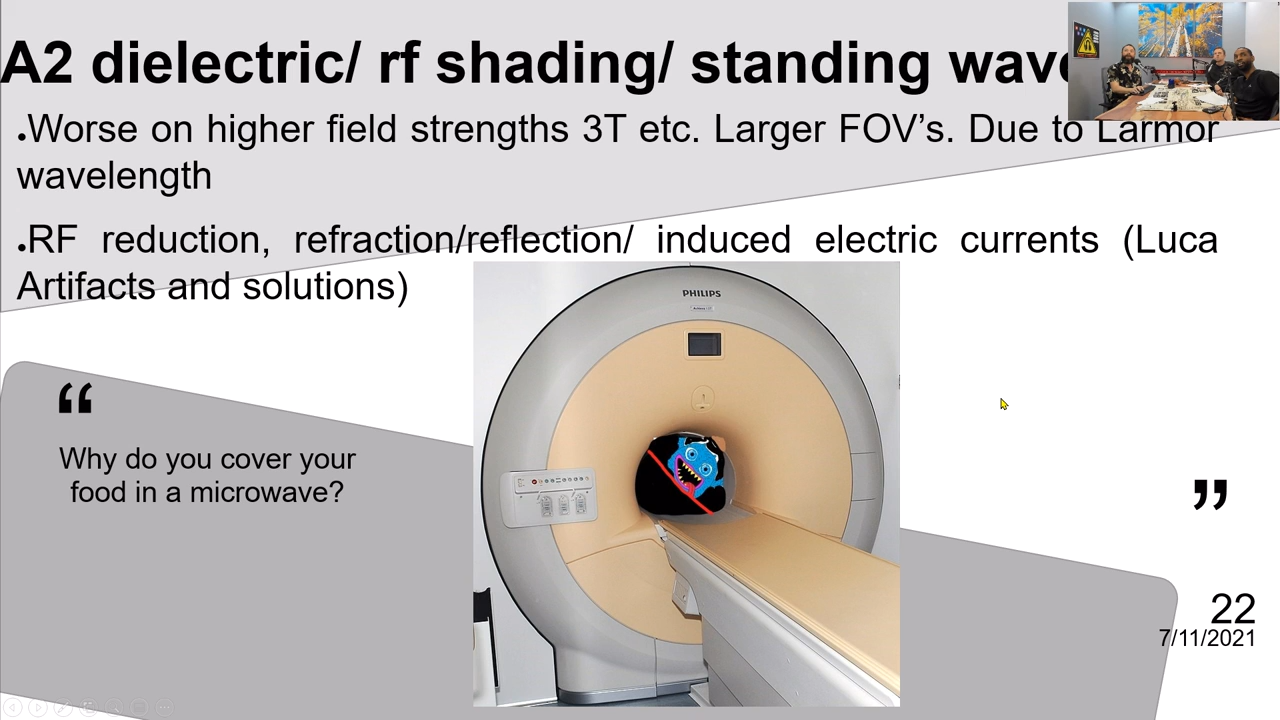 A2 dielectric/ rf shading/ standing wave
●Worse on higher field strengths 3T etc. Larger FOV’s. Due to Larmor
wavelength
●RF reduction, refraction/reflection/ induced electric currents (Luca
Artifacts and solutions)
PHILIPS
“
Why do you cover your
food in a microwave?
”
22
7/11/2021